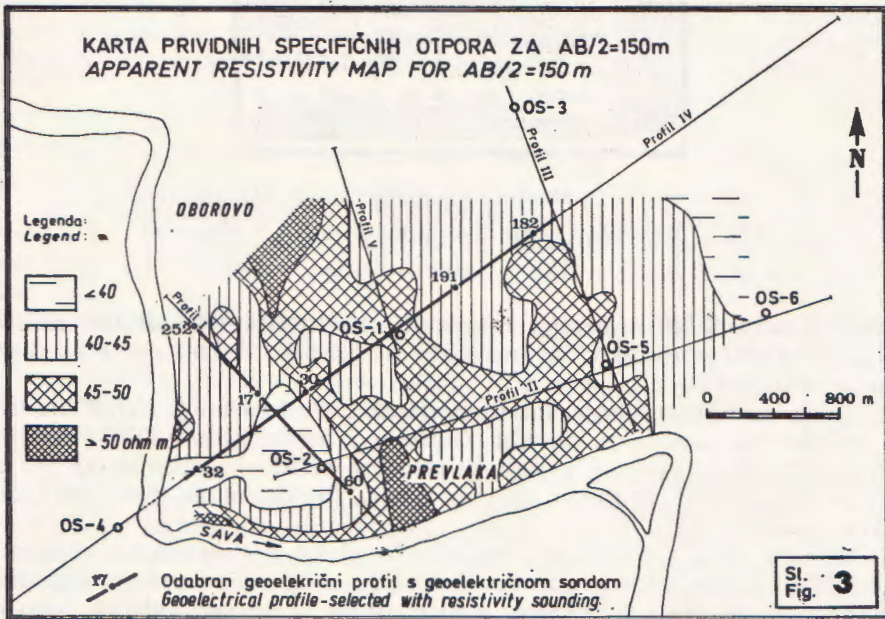 KARTA PRIVIDNIH SPECIFIČNIH OTPORA ZA AB/2=150m
APPARENT RESISTIVITY MAP FOR AB/2=150 m
OS-3
Profil IV
Profil III
N
OBOROVO
Legenda:
Legend:
182
Profil V
<40
191
OS-6
Profil I
252
OS-1
40-45
OS-5
30
45-50
17
Profil II
0 400 800 m
>50 ohm m
32
OS-2
PREVLAKA
60
OS-4
SAVA
17
Odabran geoelekrični profil s geoelektričnom sondom
Geoelectrical profile-selected with resistivity sounding.
Sl.
Fig. 3